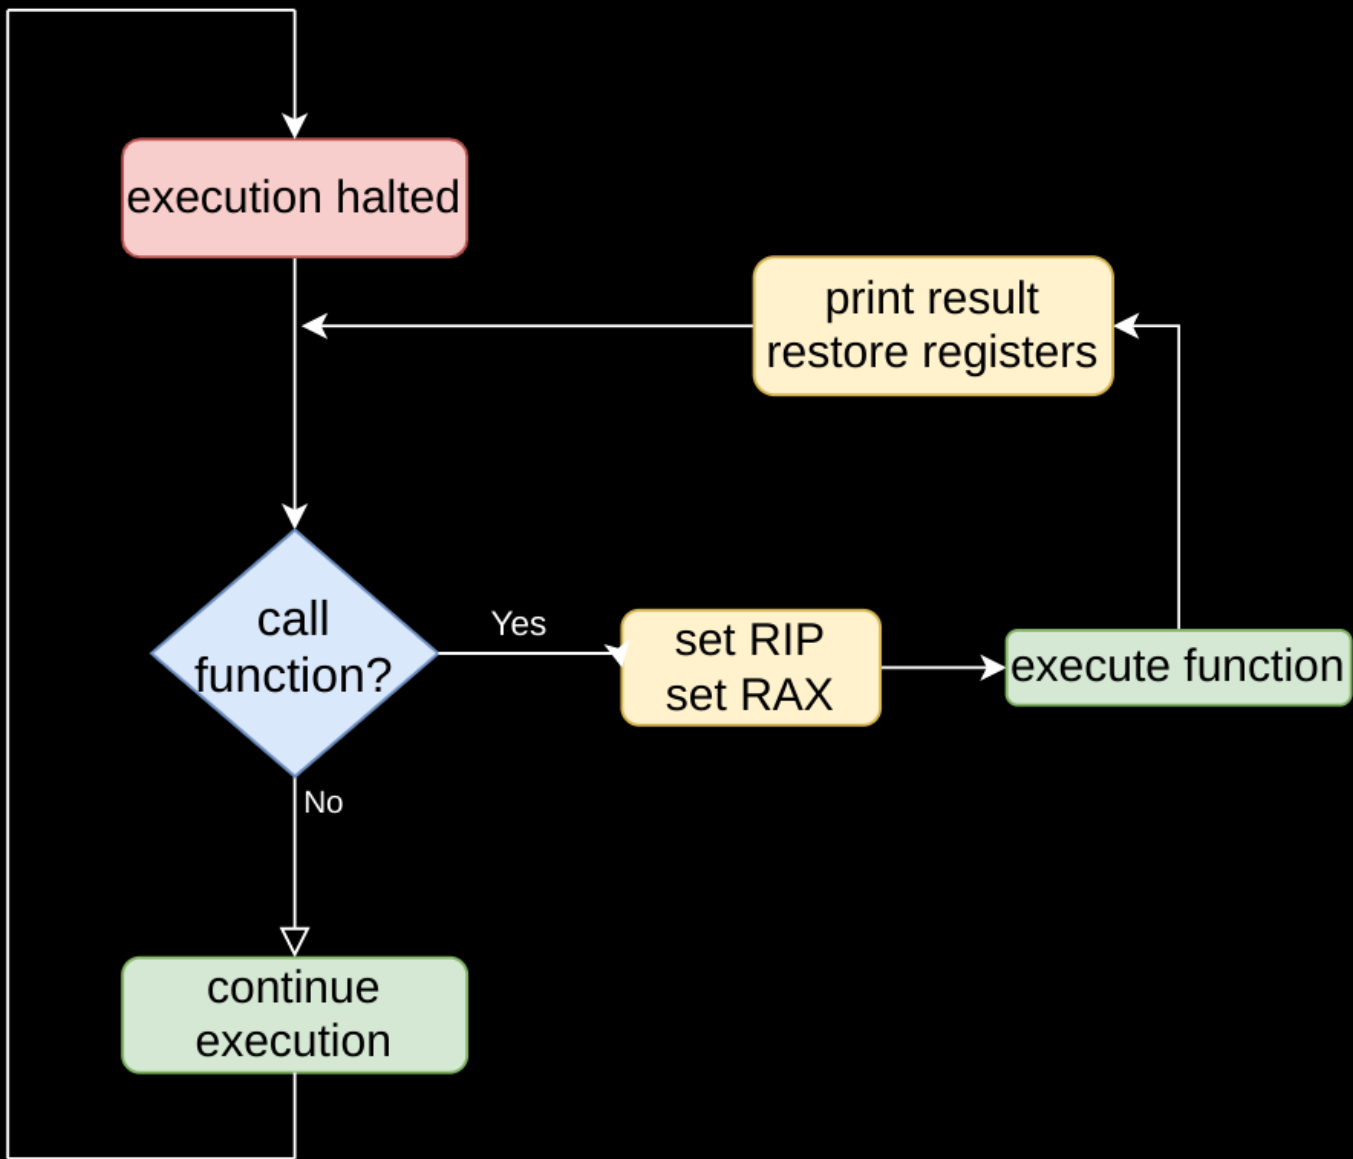 execution halted
print result
restore registers
call
function?
Yes
set RIP
set RAX
execute function
No
continue
execution